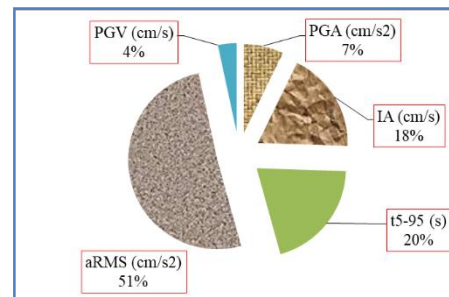 PGV (cm/s)
4%
PGA (cm/s2)
7%
IA (cm/s)
18%
t5-95 (s)
20%
aRMS (cm/s2)
51%